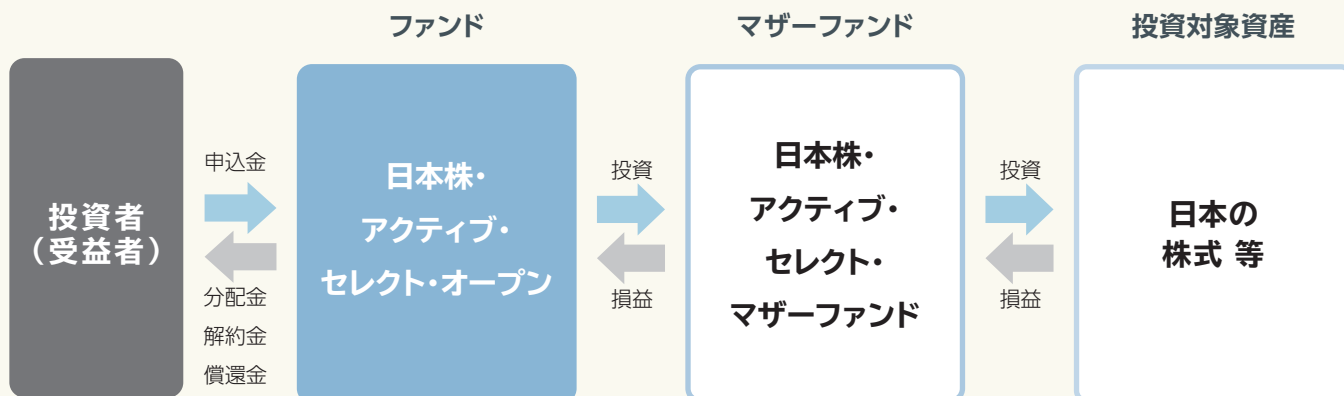 ファンド
マザーファンド
投資対象資産
投資者
（受益者）
申込金
分配金
解約金
償還金
日本株・
アクティブ・
セレクト・オープン
投資
損益
日本株・
アクティブ・
セレクト・
マザーファンド
投資
損益
日本の
株式 等